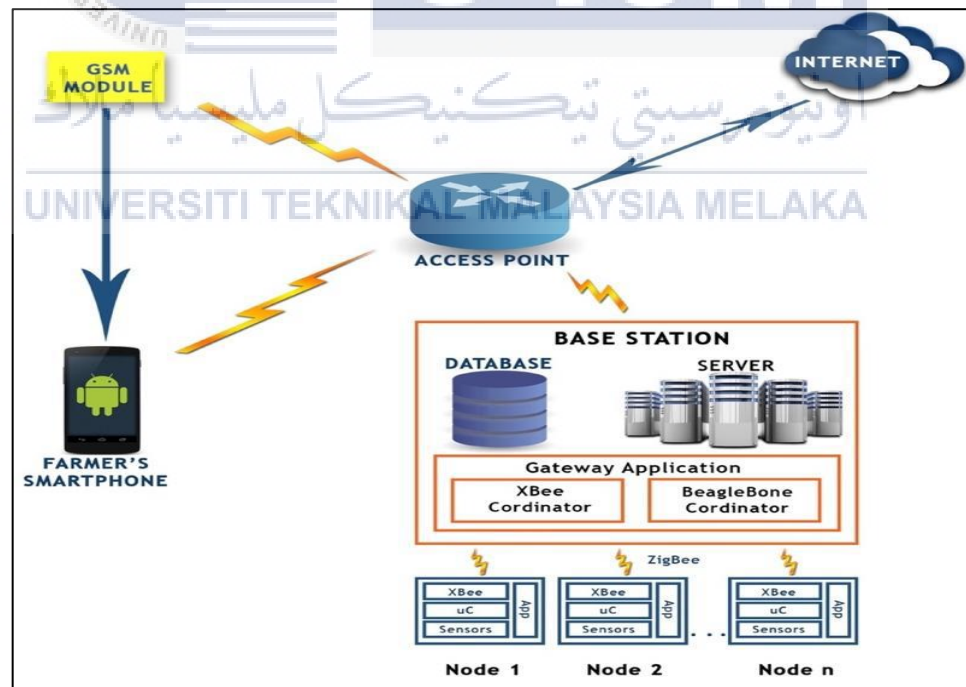 UNIVE
GSM
MODULE
INTERNET
اونيۏرسيتي تيكنيكل مليسيا ملاك
UNIVERSITI TEKNIKAL MALAYSIA MELAKA
ACCESS POINT
BASE STATION
DATABASE
SERVER
FARMER'S
SMARTPHONE
Gateway Application
XBee
Cordinator
BeagleBone
Cordinator
ZigBee
XBee
uC
Sensors
App
XBee
uC
Sensors
App
...
XBee
uC
Sensors
App
Node 1
Node 2
Node n